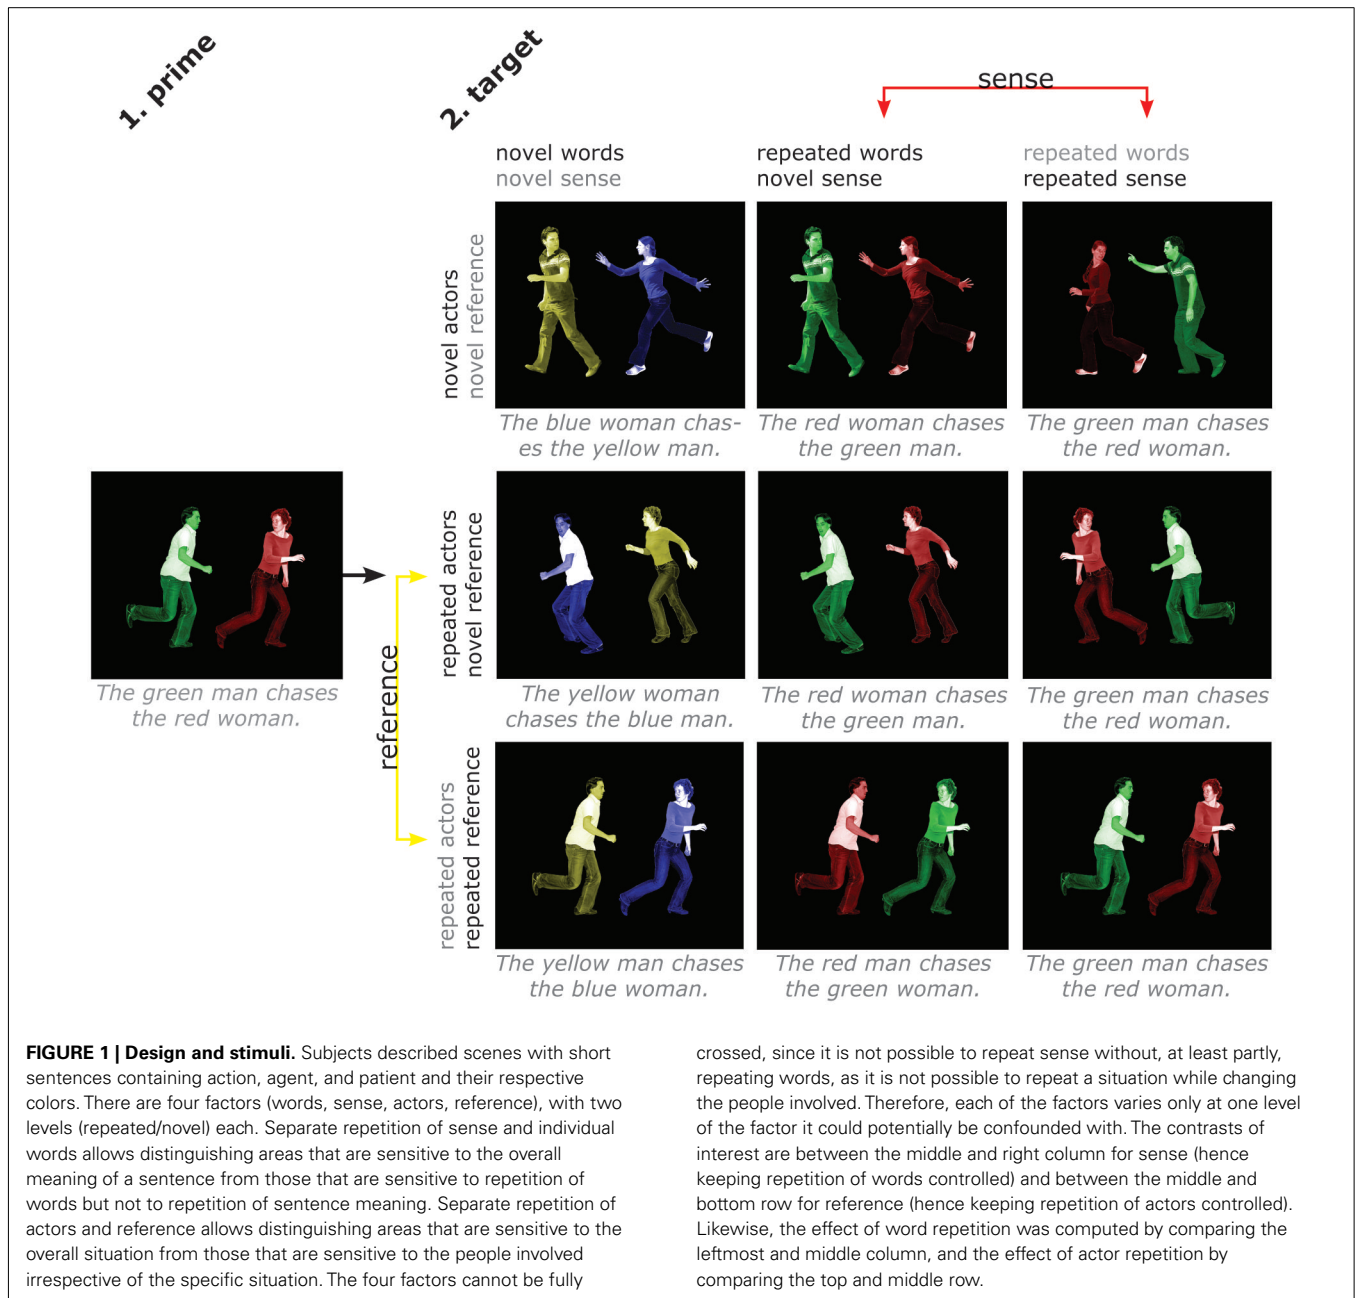 1. prime
2. target
sense
novel words
novel sense
repeated words
novel sense
repeated words
repeated sense
novel actors
novel reference
The blue woman chas-
es the yellow man.
The red woman chases
the green man.
The green man chases
the red woman.
The green man chases
the red woman.
reference
repeated actors
novel reference
The yellow woman
chases the blue man.
The red woman chases
the green man.
The green man chases
the red woman.
repeated actors
repeated reference
The yellow man chases
the blue woman.
The red man chases
the green woman.
The green man chases
the red woman.
FIGURE 1 | Design and stimuli. Subjects described scenes with short
sentences containing action, agent, and patient and their respective
colors. There are four factors (words, sense, actors, reference), with two
levels (repeated/novel) each. Separate repetition of sense and individual
words allows distinguishing areas that are sensitive to the overall
meaning of a sentence from those that are sensitive to repetition of
words but not to repetition of sentence meaning. Separate repetition of
actors and reference allows distinguishing areas that are sensitive to the
overall situation from those that are sensitive to the people involved
irrespective of the specific situation. The four factors cannot be fully
crossed, since it is not possible to repeat sense without, at least partly,
repeating words, as it is not possible to repeat a situation while changing
the people involved. Therefore, each of the factors varies only at one level
of the factor it could potentially be confounded with. The contrasts of
interest are between the middle and right column for sense (hence
keeping repetition of words controlled) and between the middle and
bottom row for reference (hence keeping repetition of actors controlled).
Likewise, the effect of word repetition was computed by comparing the
leftmost and middle column, and the effect of actor repetition by
comparing the top and middle row.